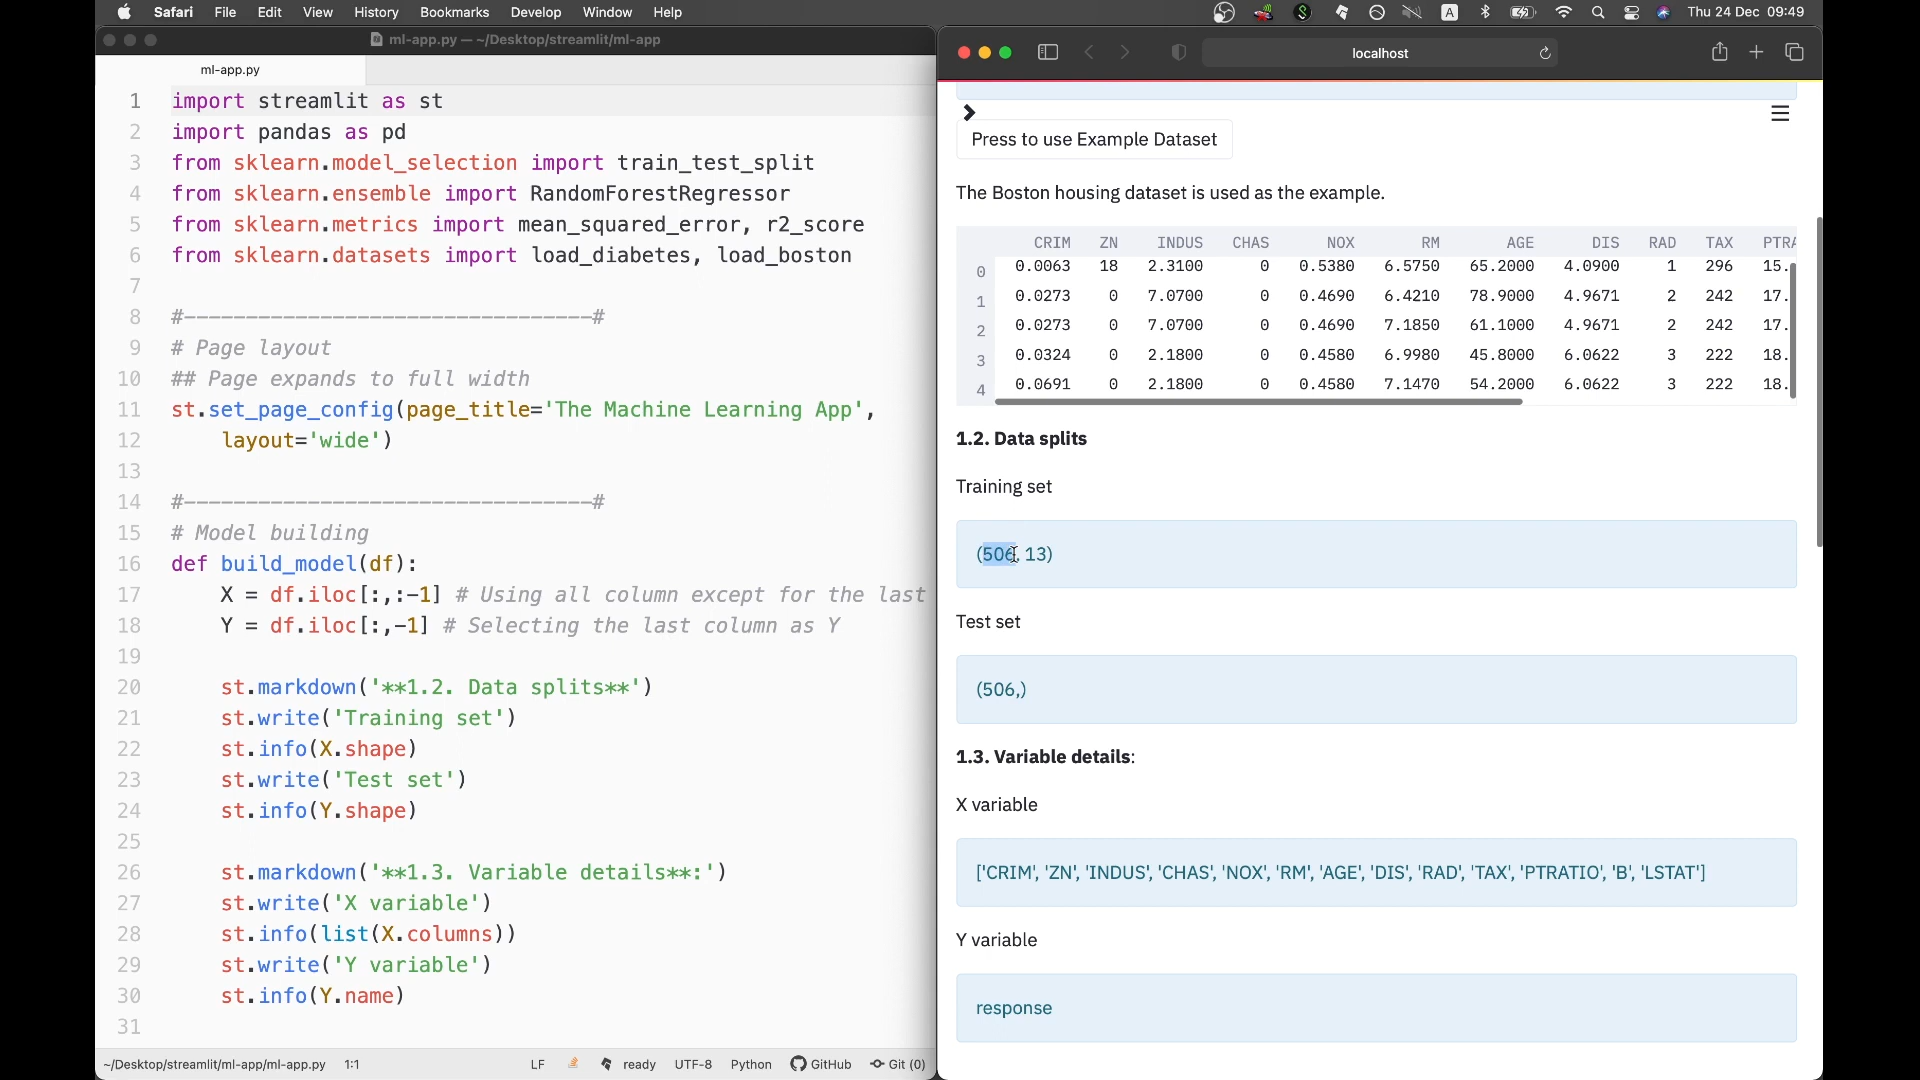 Safari File Edit View History Bookmarks Develop Window Help
A
Thu 24 Dec 09:49
ml-app.py — ~/Desktop/streamlit/ml-app
ml-app.py
1 import streamlit as st
2 import pandas as pd
3 from sklearn.model_selection import train_test_split
4 from sklearn.ensemble import RandomForestRegressor
5 from sklearn.metrics import mean_squared_error, r2_score
6 from sklearn.datasets import load_diabetes, load_boston
7
8 #---------------------------------#
9 # Page layout
10 ## Page expands to full width
11 st.set_page_config(page_title='The Machine Learning App',
12 layout='wide')
13
14 #---------------------------------#
15 # Model building
16 def build_model(df):
17 X = df.iloc[:,:-1] # Using all column except for the last
18 Y = df.iloc[:,-1] # Selecting the last column as Y
19
20 st.markdown('**1.2. Data splits**')
21 st.write('Training set')
22 st.info(X.shape)
23 st.write('Test set')
24 st.info(Y.shape)
25
26 st.markdown('**1.3. Variable details**:')
27 st.write('X variable')
28 st.info(list(X.columns))
29 st.write('Y variable')
30 st.info(Y.name)
31
~/Desktop/streamlit/ml-app/ml-app.py 1:1 LF ready UTF-8 Python GitHub Git (0)
localhost
Press to use Example Dataset
The Boston housing dataset is used as the example.
CRIM ZN INDUS CHAS NOX RM AGE DIS RAD TAX PTRA
0 0.0063 18 2.3100 0 0.5380 6.5750 65.2000 4.0900 1 296 15.
1 0.0273 0 7.0700 0 0.4690 6.4210 78.9000 4.9671 2 242 17.
2 0.0273 0 7.0700 0 0.4690 7.1850 61.1000 4.9671 2 242 17.
3 0.0324 0 2.1800 0 0.4580 6.9980 45.8000 6.0622 3 222 18.
4 0.0691 0 2.1800 0 0.4580 7.1470 54.2000 6.0622 3 222 18.
1.2. Data splits
Training set
(506, 13)
Test set
(506,)
1.3. Variable details:
X variable
['CRIM', 'ZN', 'INDUS', 'CHAS', 'NOX', 'RM', 'AGE', 'DIS', 'RAD', 'TAX', 'PTRATIO', 'B', 'LSTAT']
Y variable
response